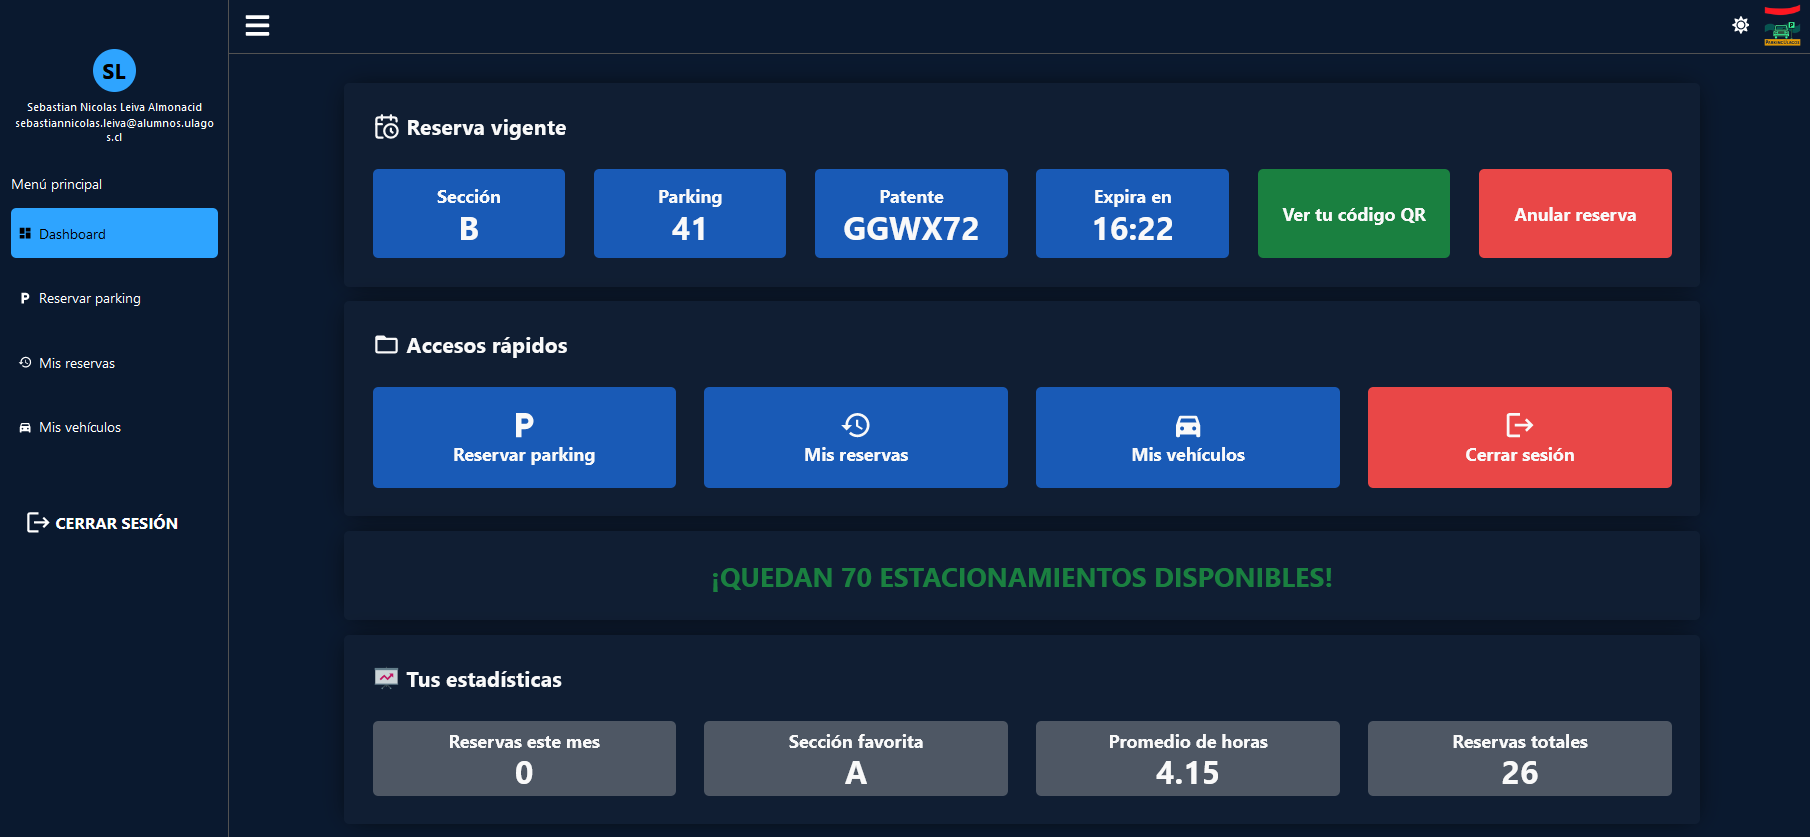 SL
Sebastian Nicolas Leiva Almonacid
sebastiannicolas.leiva@alumnos.ulago
s.cl
Menú principal
Dashboard
P Reservar parking
Mis reservas
Mis vehículos
CERRAR SESIÓN
Reserva vigente
Sección
B
Parking
41
Patente
GGWX72
Expira en
16:22
Ver tu código QR
Anular reserva
Accesos rápidos
P
Reservar parking
Mis reservas
Mis vehículos
Cerrar sesión
¡QUEDAN 70 ESTACIONAMIENTOS DISPONIBLES!
Tus estadísticas
Reservas este mes
0
Sección favorita
A
Promedio de horas
4.15
Reservas totales
26